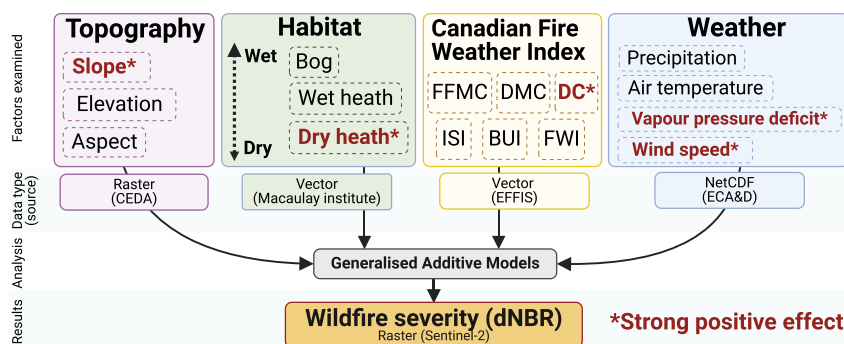 Factors examined
Topography
Slope*
Elevation
Aspect
Habitat
Wet
Dry
Bog
Wet heath
Dry heath*
Canadian Fire
Weather Index
FFMC
DMC
DC*
ISI
BUI
FWI
Weather
Precipitation
Air temperature
Vapour pressure deficit*
Wind speed*
Data type
(source)
Raster
(CEDA)
Vector
(Macaulay institute)
Vector
(EFFIS)
NetCDF
(ECA&D)
Analysis
Generalised Additive Models
Results
Wildfire severity (dNBR)
Raster (Sentinel-2)
*Strong positive effect